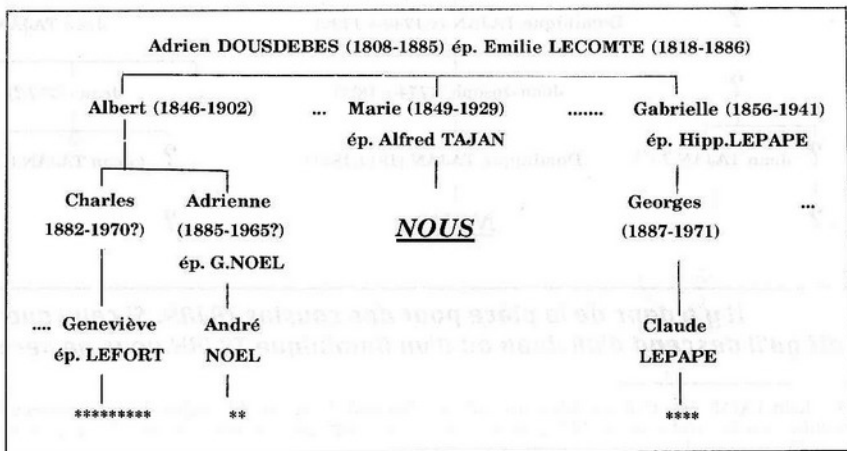 Adrien DOUSDEBES (1808-1885) ép. Emilie LECOMTE (1818-1886)
Albert (1846-1902) ... Marie (1849-1929) ....... Gabrielle (1856-1941)
ép. Alfred TAJAN ép. Hipp.LEPAPE
Charles Adrienne Georges ...
1882-1970?) (1885-1965?) NOUS (1887-1971)
ép. G.NOEL
.... Geneviève André Claude
ép. LEFORT NOEL LEPAPE
********* ** ****